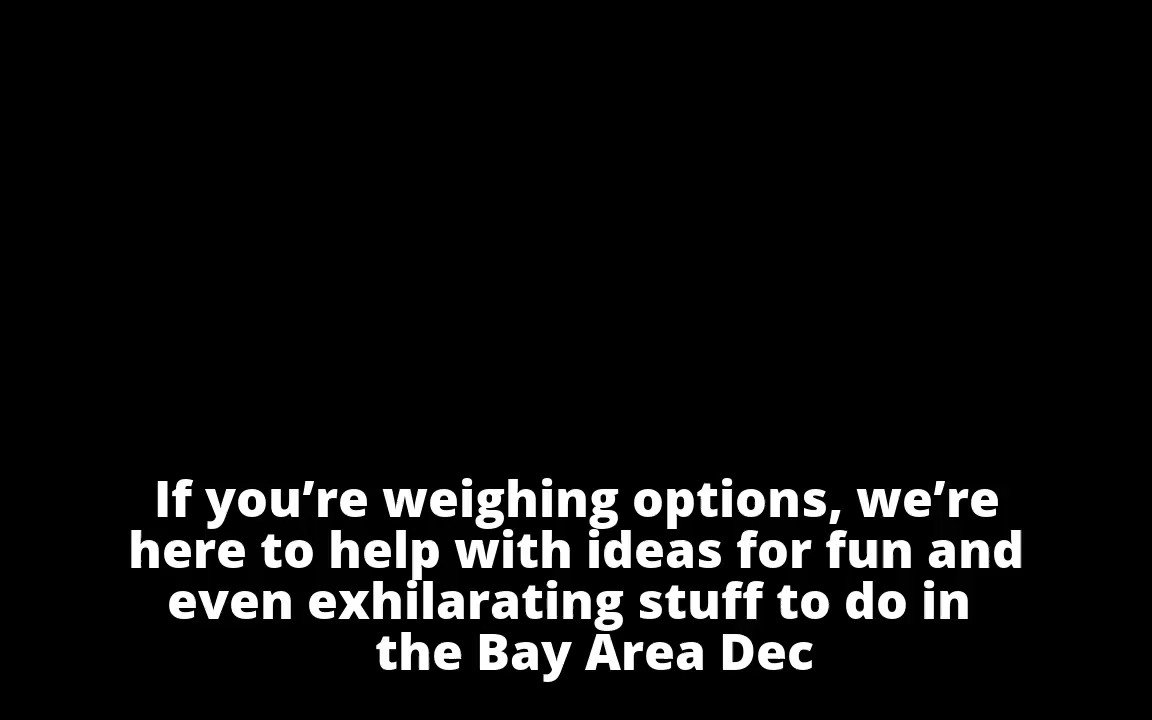 If you’re weighing options, we’re
here to help with ideas for fun and
even exhilarating stuff to do in
the Bay Area Dec